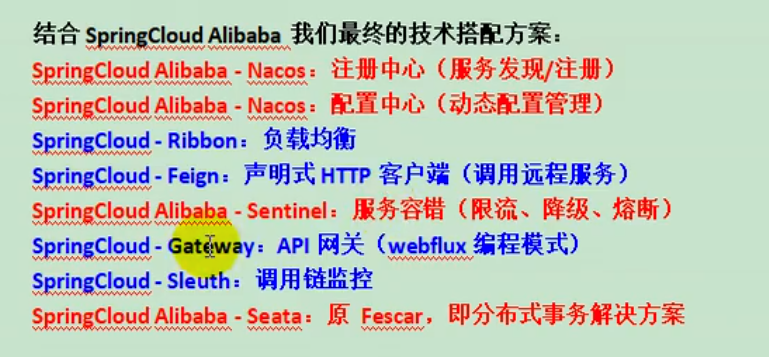 结合 SpringCloud Alibaba 我们最终的技术搭配方案：
SpringCloud Alibaba - Nacos：注册中心（服务发现/注册）
SpringCloud Alibaba - Nacos：配置中心（动态配置管理）
SpringCloud - Ribbon：负载均衡
SpringCloud - Feign：声明式 HTTP 客户端（调用远程服务）
SpringCloud Alibaba - Sentinel：服务容错（限流、降级、熔断）
SpringCloud - Gateway：API 网关（webflux 编程模式）
SpringCloud - Sleuth：调用链监控
SpringCloud Alibaba - Seata：原 Fescar，即分布式事务解决方案